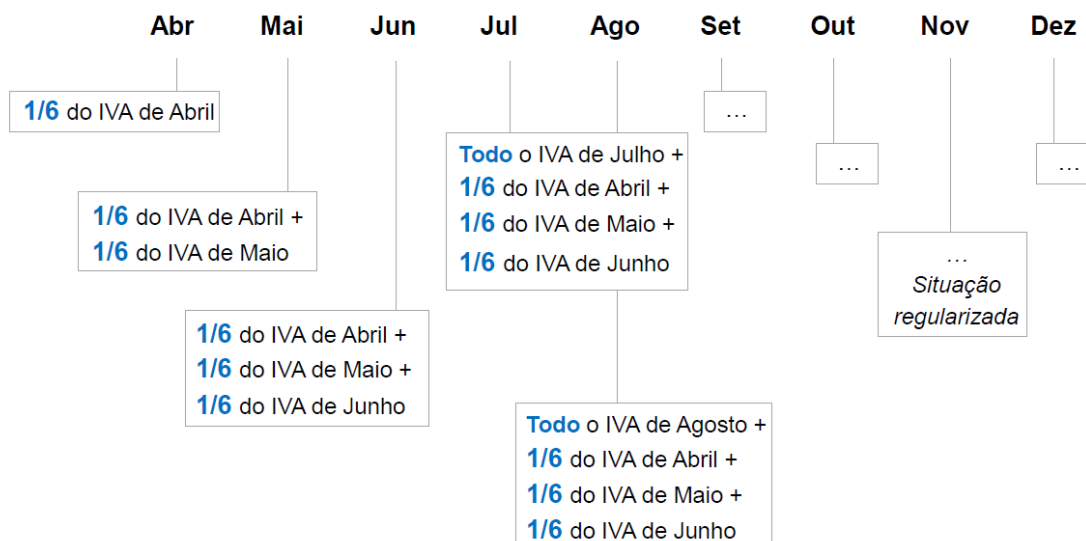 Abr Mai Jun Jul Ago Set Out Nov Dez
1/6 do IVA de Abril
1/6 do IVA de Abril +
1/6 do IVA de Maio
1/6 do IVA de Abril +
1/6 do IVA de Maio +
1/6 do IVA de Junho
Todo o IVA de Julho +
1/6 do IVA de Abril +
1/6 do IVA de Maio +
1/6 do IVA de Junho
Todo o IVA de Agosto +
1/6 do IVA de Abril +
1/6 do IVA de Maio +
1/6 do IVA de Junho
…
…
…
Situação
regularizada
…